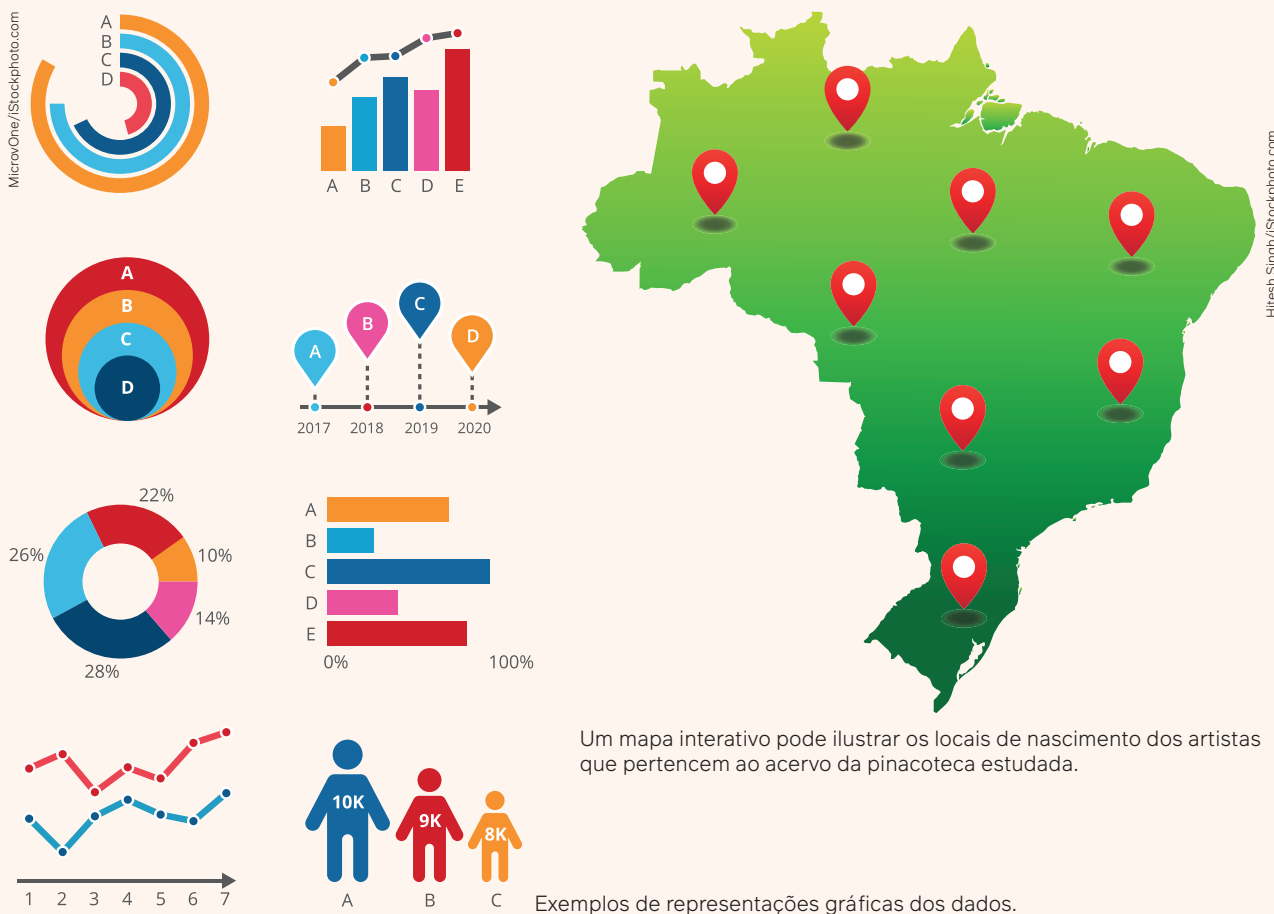 MicrovOne/iStockphoto.com
A
B
C
D
A B C D E
A
B
C
D
A
B
C
D
2017 2018 2019 2020
22%
26%
10%
14%
28%
A
B
C
D
E
0% 100%
1 2 3 4 5 6 7
10K
9K
8K
A B C
Hitesh Singh/iStockphoto.com
Um mapa interativo pode ilustrar os locais de nascimento dos artistas
que pertencem ao acervo da pinacoteca estudada.
Exemplos de representações gráficas dos dados.